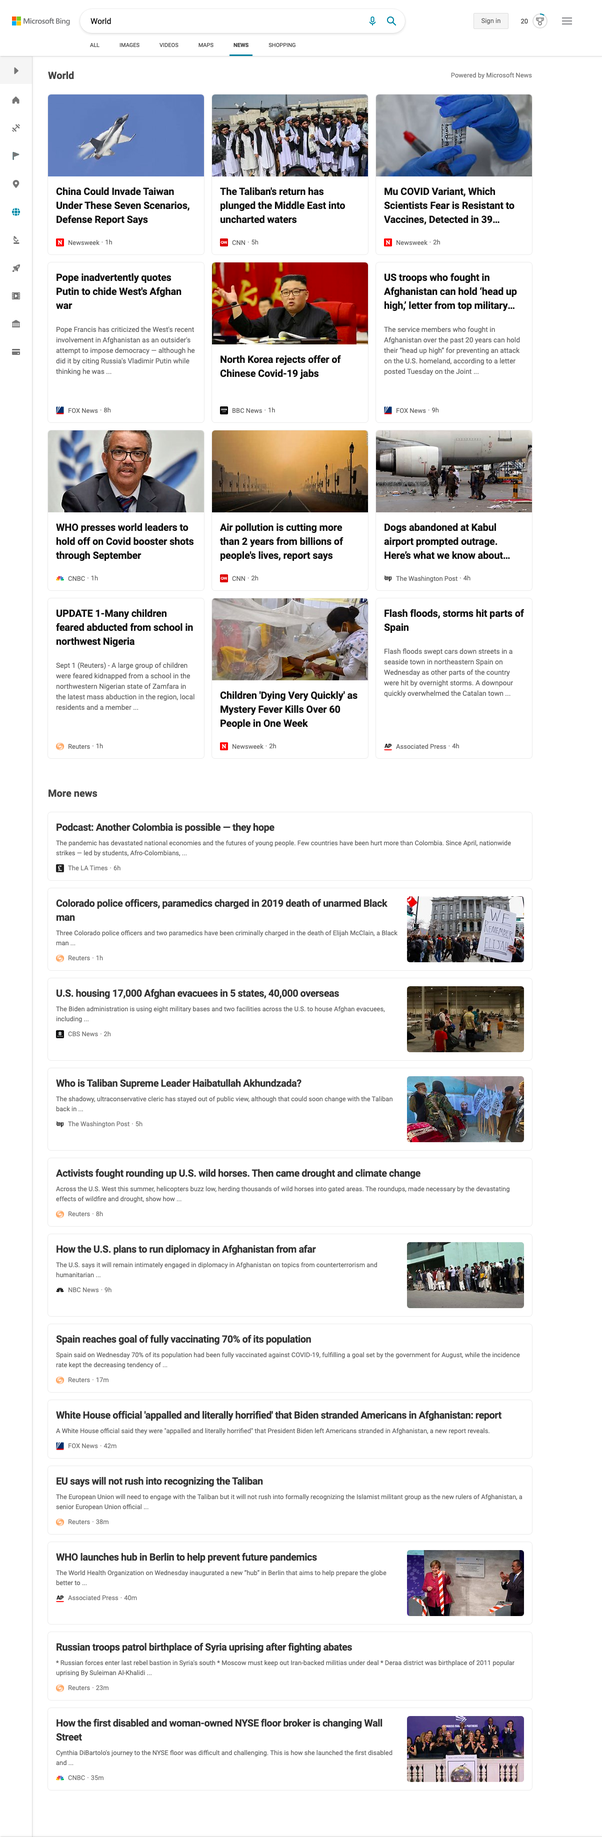 Microsoft Bing
World
Sign in
20
ALL
IMAGES
VIDEOS
MAPS
NEWS
SHOPPING
World
Powered by Microsoft News
China Could Invade Taiwan
Under These Seven Scenarios,
Defense Report Says
Newsweek · 1h
The Taliban's return has
plunged the Middle East into
uncharted waters
CNN · 5h
Mu COVID Variant, Which
Scientists Fear is Resistant to
Vaccines, Detected in 39...
Newsweek · 2h
Pope inadvertently quotes
Putin to chide West's Afghan
war
Pope Francis has criticized the West's recent
involvement in Afghanistan as an outsider's
attempt to impose democracy — although he
did it by citing Russia's Vladimir Putin while
thinking he was ...
FOX News · 8h
North Korea rejects offer of
Chinese Covid-19 jabs
BBC News · 1h
US troops who fought in
Afghanistan can hold 'head up
high,' letter from top military...
The service members who fought in
Afghanistan over the past 20 years can hold
their "head up high" for preventing an attack
on the U.S. homeland, according to a letter
posted Tuesday on the Joint ...
FOX News · 9h
WHO presses world leaders to
hold off on Covid booster shots
through September
CNBC · 1h
Air pollution is cutting more
than 2 years from billions of
people's lives, report says
CNN · 2h
Dogs abandoned at Kabul
airport prompted outrage.
Here's what we know about...
The Washington Post · 4h
UPDATE 1-Many children
feared abducted from school in
northwest Nigeria
Sept 1 (Reuters) - A large group of children
were feared kidnapped from a school in the
northwestern Nigerian state of Zamfara in
the latest mass abduction in the region, local
residents and a member ...
Reuters · 1h
Children 'Dying Very Quickly' as
Mystery Fever Kills Over 60
People in One Week
Newsweek · 2h
Flash floods, storms hit parts of
Spain
Flash floods swept cars down streets in a
seaside town in northeastern Spain on
Wednesday as other parts of the country
were hit by overnight storms. A downpour
quickly overwhelmed the Catalan town ...
AP
Associated Press · 4h
More news
Podcast: Another Colombia is possible — they hope
The pandemic has devastated national economies and the futures of young people. Few countries have been hurt more than Colombia. Since April, nationwide
strikes — led by students, Afro-Colombians, ...
The LA Times · 6h
Colorado police officers, paramedics charged in 2019 death of unarmed Black
man
Three Colorado police officers and two paramedics have been criminally charged in the death of Elijah McClain, a Black
man ...
Reuters · 1h
WE
REMEMBER
ELIJAH
U.S. housing 17,000 Afghan evacuees in 5 states, 40,000 overseas
The Biden administration is using eight military bases and two facilities across the U.S. to house Afghan evacuees,
including ...
CBS News · 2h
Who is Taliban Supreme Leader Haibatullah Akhundzada?
The shadowy, ultraconservative cleric has stayed out of public view, although that could soon change with the Taliban
back in ...
The Washington Post · 5h
Activists fought rounding up U.S. wild horses. Then came drought and climate change
Across the U.S. West this summer, helicopters buzz low, herding thousands of wild horses into gated areas. The roundups, made necessary by the devastating
effects of wildfire and drought, show how ...
Reuters · 8h
How the U.S. plans to run diplomacy in Afghanistan from afar
The U.S. says it will remain intimately engaged in diplomacy in Afghanistan on topics from counterterrorism and
humanitarian ...
NBC News · 9h
Spain reaches goal of fully vaccinating 70% of its population
Spain said on Wednesday 70% of its population had been fully vaccinated against COVID-19, fulfilling a goal set by the government for August, while the incidence
rate kept the decreasing tendency of ...
Reuters · 17m
White House official 'appalled and literally horrified' that Biden stranded Americans in Afghanistan: report
A White House official said they were "appalled and literally horrified" that President Biden left Americans stranded in Afghanistan, a new report reveals.
FOX News · 42m
EU says will not rush into recognizing the Taliban
The European Union will need to engage with the Taliban but it will not rush into formally recognizing the Islamist militant group as the new rulers of Afghanistan, a
senior European Union official ...
Reuters · 38m
WHO launches hub in Berlin to help prevent future pandemics
The World Health Organization on Wednesday inaugurated a new "hub" in Berlin that aims to help prepare the globe
better to ...
AP
Associated Press · 40m
Russian troops patrol birthplace of Syria uprising after fighting abates
* Russian forces enter last rebel bastion in Syria's south * Moscow must keep out Iran-backed militias under deal * Deraa district was birthplace of 2011 popular
uprising By Suleiman Al-Khalidi ...
Reuters · 23m
How the first disabled and woman-owned NYSE floor broker is changing Wall
Street
Cynthia DiBartolo's journey to the NYSE floor was difficult and challenging. This is how she launched the first disabled
and ...
CNBC · 35m